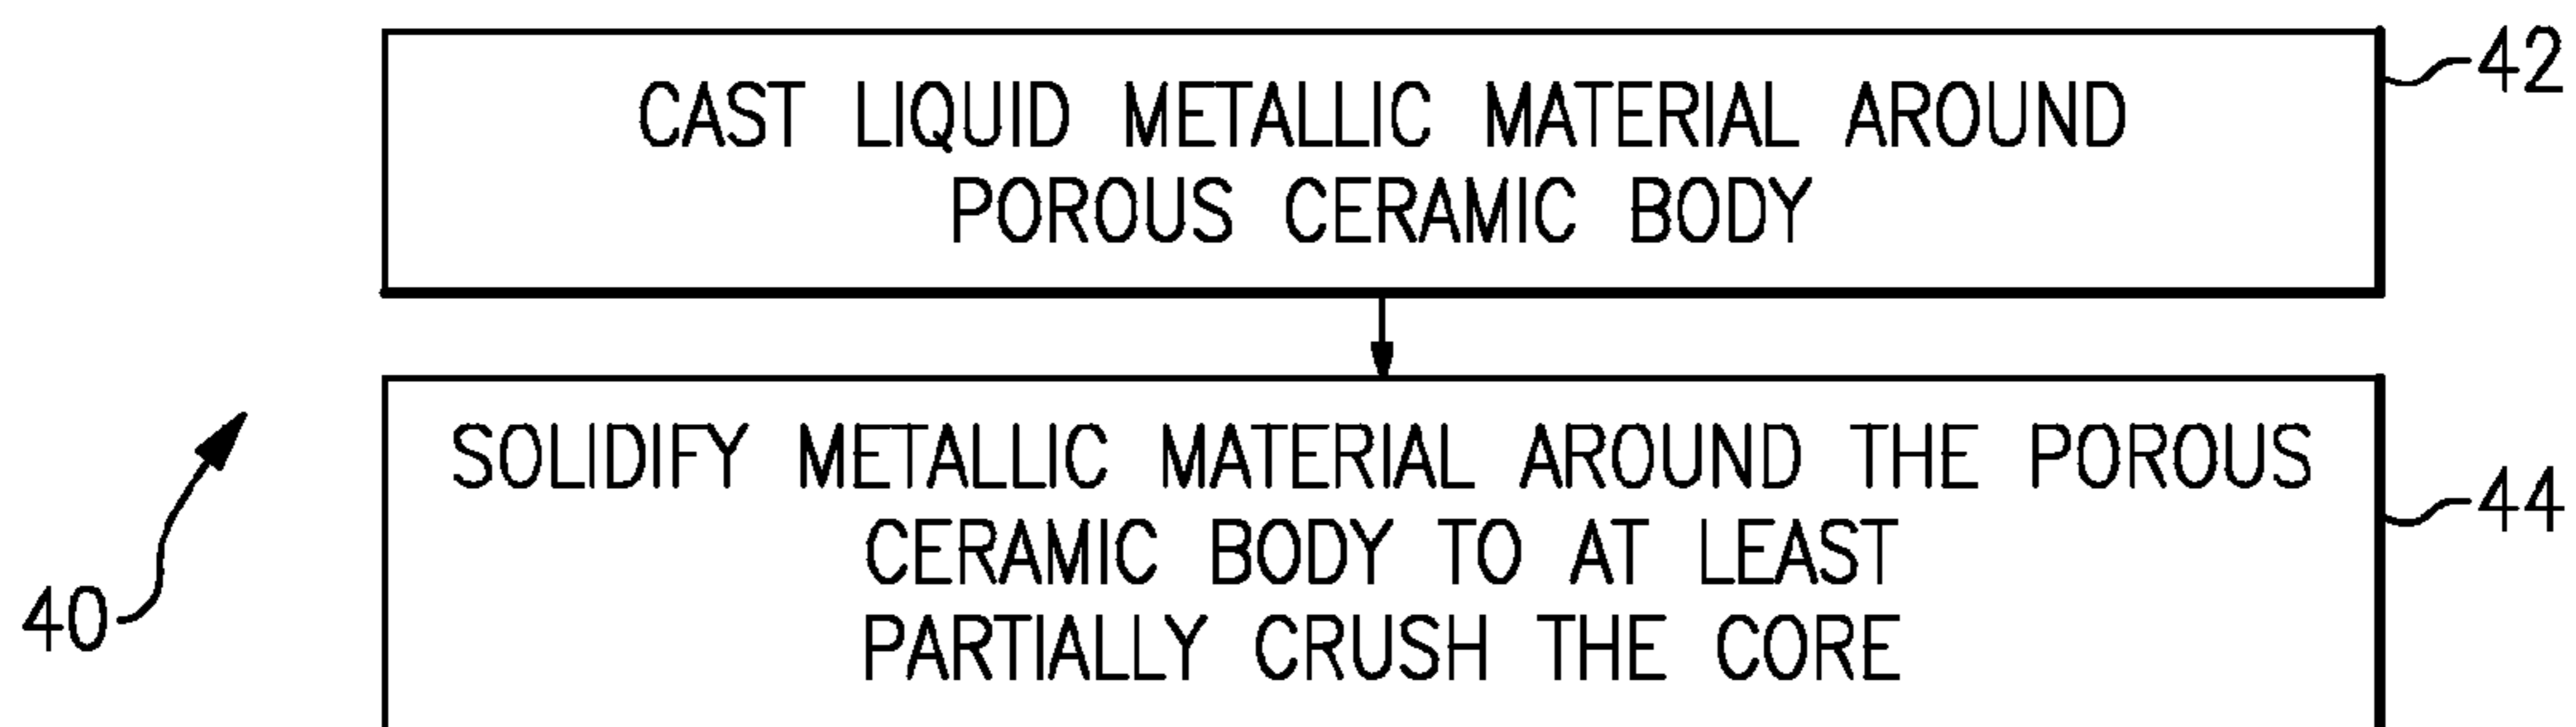 CAST LIQUID METALLIC MATERIAL AROUND
POROUS CERAMIC BODY
42
SOLIDIFY METALLIC MATERIAL AROUND THE POROUS
CERAMIC BODY TO AT LEAST
PARTIALLY CRUSH THE CORE
44
40